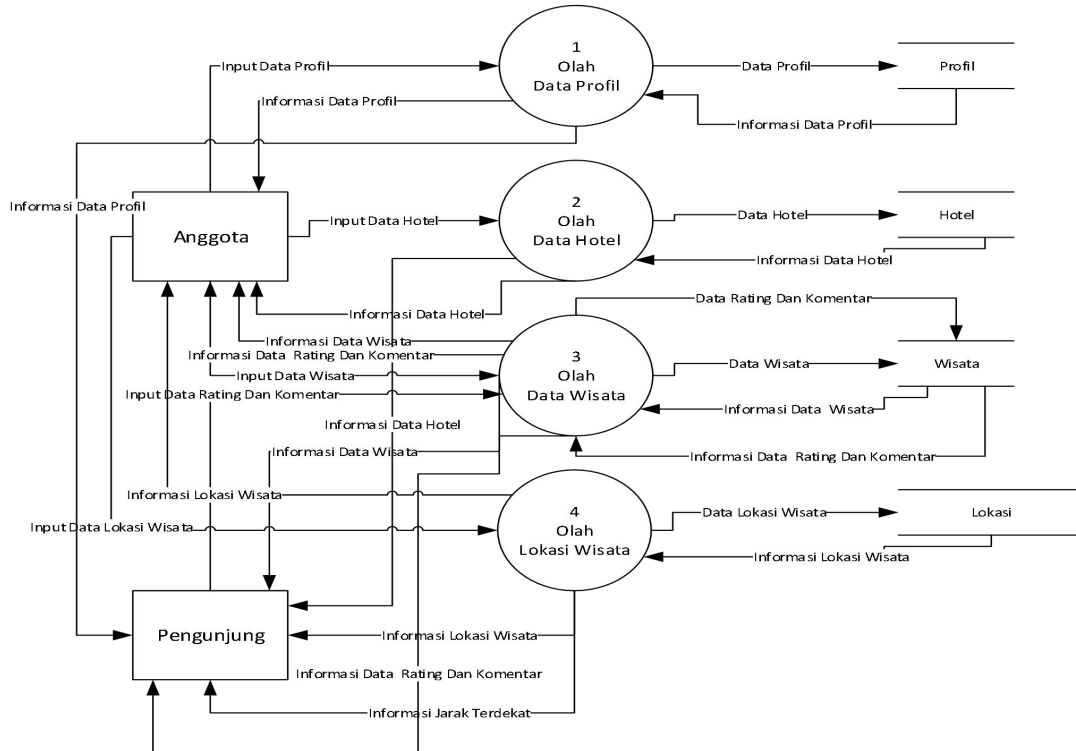 1
Olah
Data Profil
Input Data Profil
Data Profil
Profil
Informasi Data Profil
Informasi Data Profil
Informasi Data Profil
Anggota
Input Data Hotel
2
Olah
Data Hotel
Data Hotel
Hotel
Informasi Data Hotel
Informasi Data Hotel
Data Rating Dan Komentar
Informasi Data Wisata
Informasi Data  Rating Dan Komentar
Input Data Wisata
Input Data Rating Dan Komentar
3
Olah
Data Wisata
Data Wisata
Wisata
Informasi Data  Wisata
Informasi Data Hotel
Informasi Data Wisata
Informasi Data  Rating Dan Komentar
Informasi Lokasi Wisata
Input Data Lokasi Wisata
4
Olah
Lokasi Wisata
Data Lokasi Wisata
Lokasi
Informasi Lokasi Wisata
Pengunjung
Informasi Lokasi Wisata
Informasi Data  Rating Dan Komentar
Informasi Jarak Terdekat